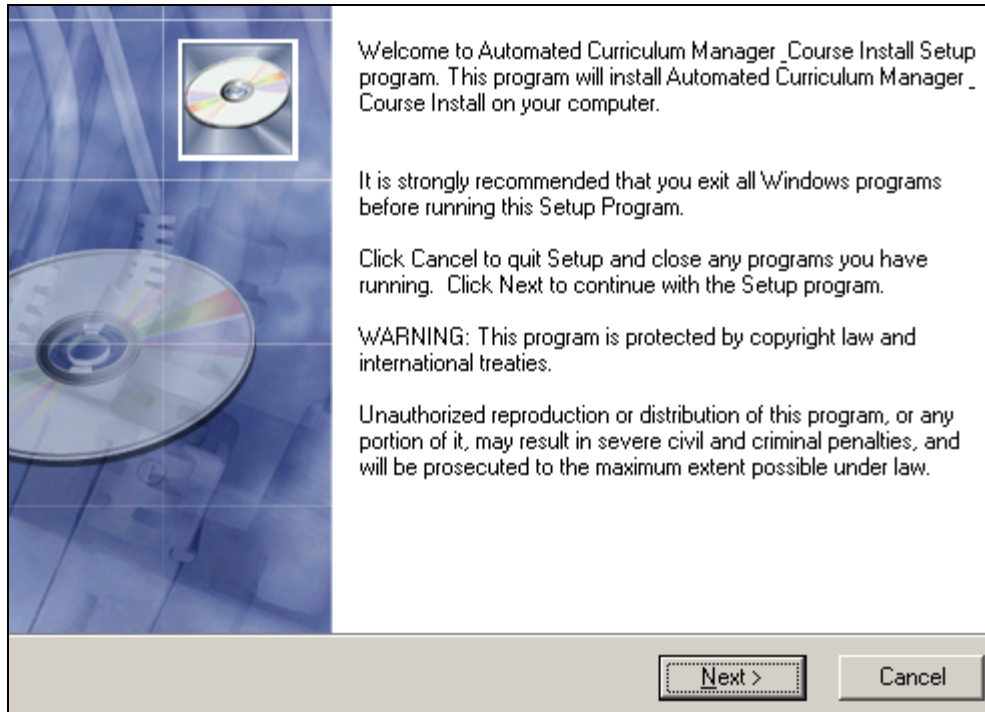 Welcome to Automated Curriculum Manager _Course Install Setup
program. This program will install Automated Curriculum Manager _
Course Install on your computer.
It is strongly recommended that you exit all Windows programs
before running this Setup Program.
Click Cancel to quit Setup and close any programs you have
running.  Click Next to continue with the Setup program.
WARNING: This program is protected by copyright law and
international treaties.
Unauthorized reproduction or distribution of this program, or any
portion of it, may result in severe civil and criminal penalties, and
will be prosecuted to the maximum extent possible under law.
Next >
Cancel